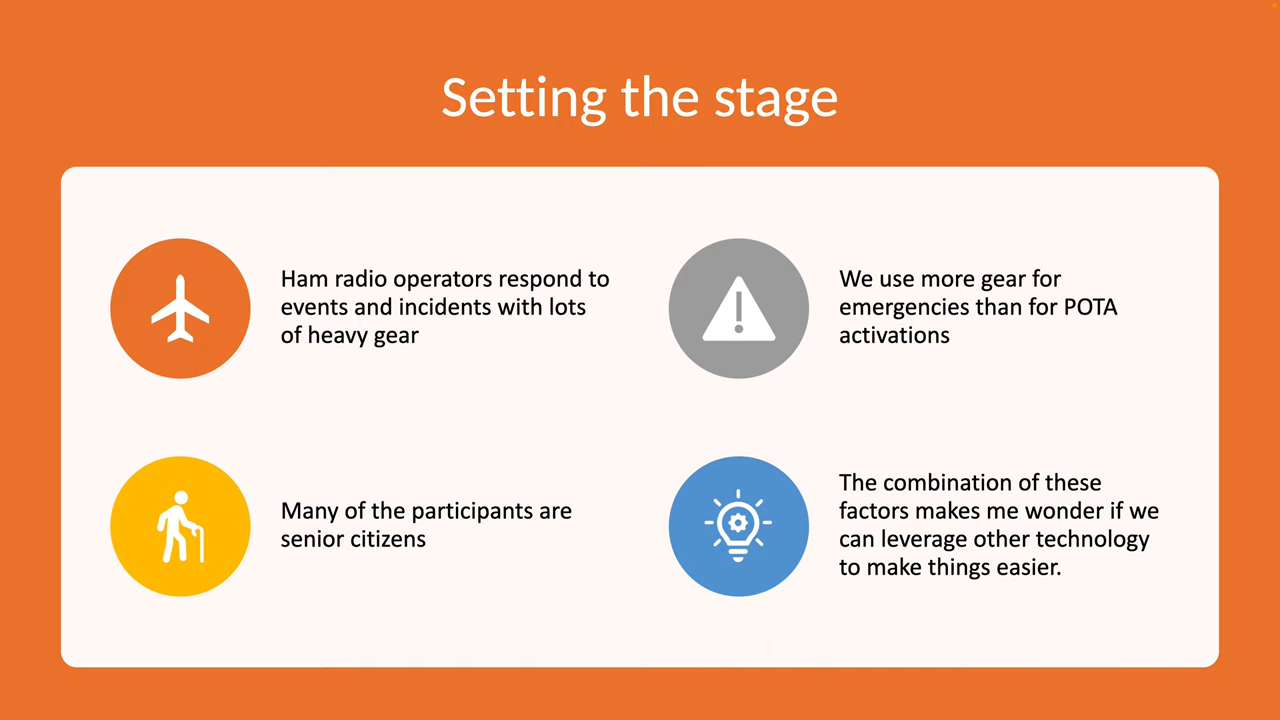 Setting the stage
Ham radio operators respond to
events and incidents with lots
of heavy gear
We use more gear for
emergencies than for POTA
activations
Many of the participants are
senior citizens
The combination of these
factors makes me wonder if we
can leverage other technology
to make things easier.